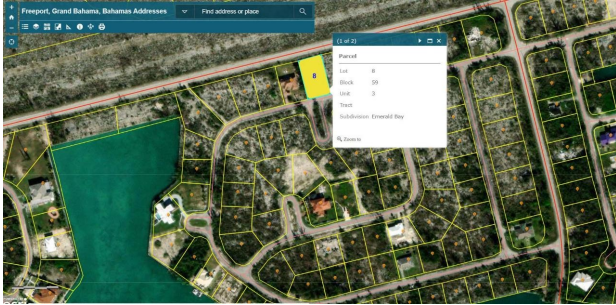 Freeport, Grand Bahama, Bahamas Addresses
Find address or place
(1 of 2)
Parcel
Lot 8
Block 59
Unit 3
Tract
Subdivision Emerald Bay
Zoom to
8
esri